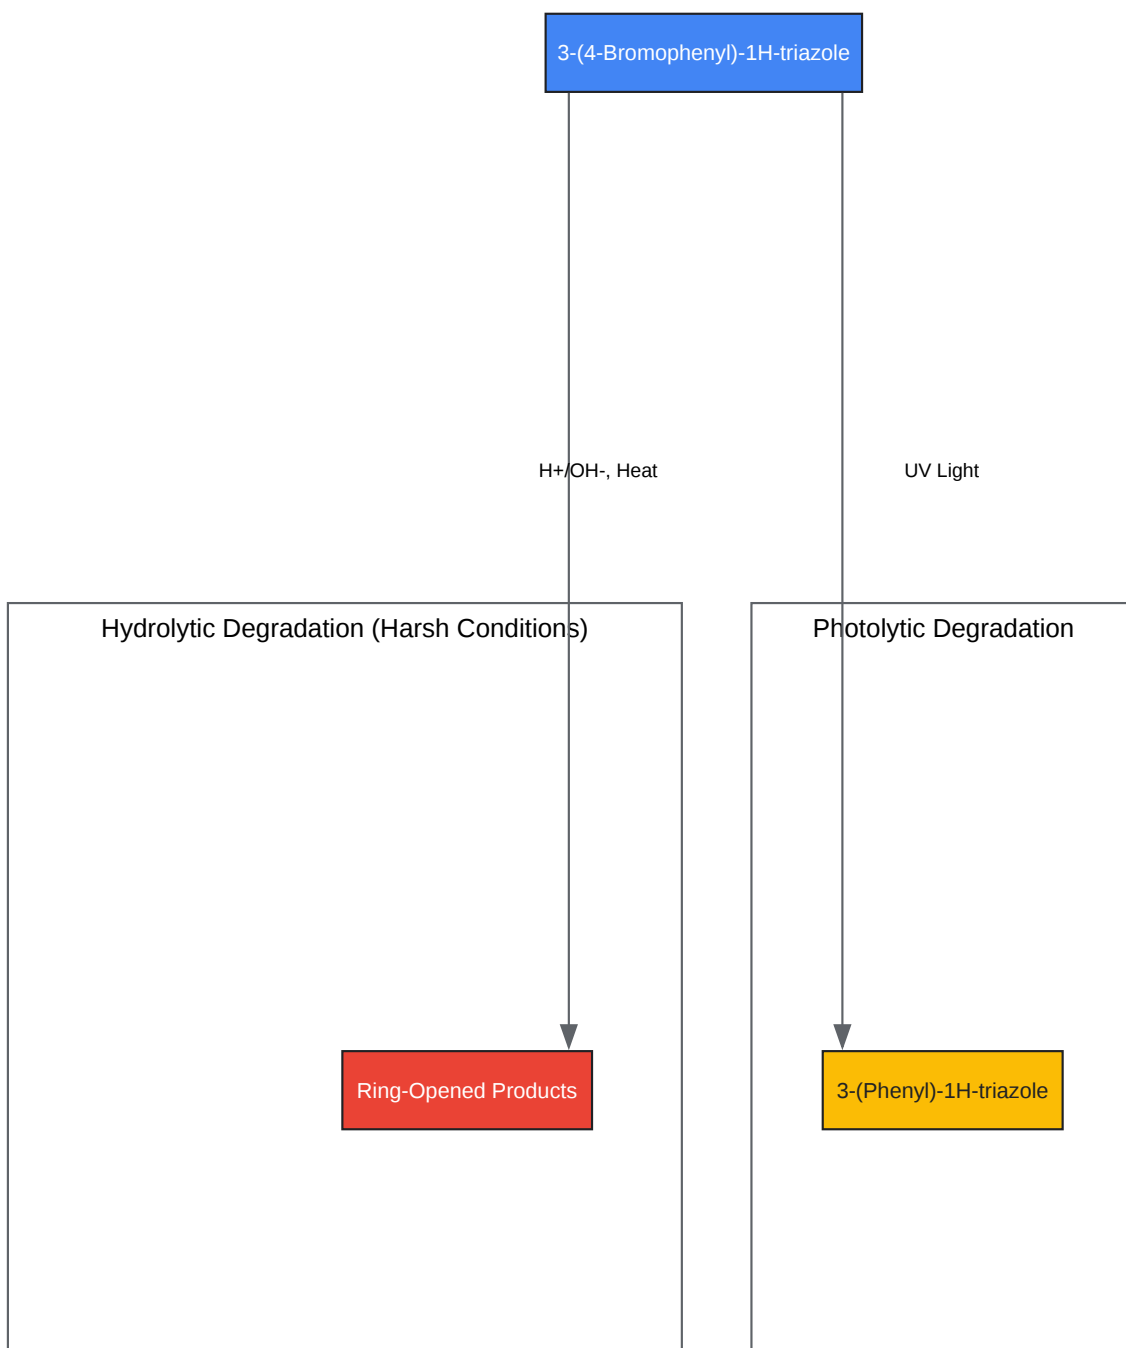 3-(4-Bromophenyl)-1H-triazole
H+/OH-, Heat
UV Light
Hydrolytic Degradation (Harsh Conditions)
Photolytic Degradation
Ring-Opened Products
3-(Phenyl)-1H-triazole